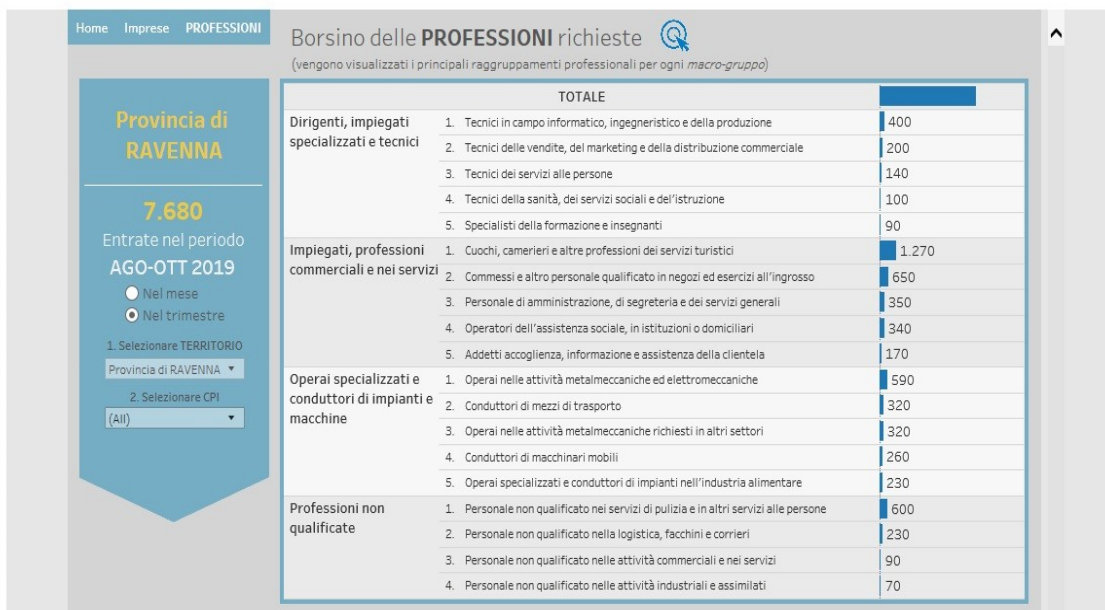 Home Imprese PROFESSIONI
Borsino delle PROFESSIONI richieste
(vengono visualizzati i principali raggruppamenti professionali per ogni macro-gruppo)
Provincia di
RAVENNA
7.680
Entrate nel periodo
AGO-OTT 2019
Nel mese
Nel trimestre
1. Selezionare TERRITORIO
Provincia di RAVENNA
2. Selezionare CPI
(All)
TOTALE
Dirigenti, impiegati
specializzati e tecnici
1. Tecnici in campo informatico, ingegneristico e della produzione 400
2. Tecnici delle vendite, del marketing e della distribuzione commerciale 200
3. Tecnici dei servizi alle persone 140
4. Tecnici della sanità, dei servizi sociali e del'istruzione 100
5. Specialisti della formazione e insegnanti 90
Impiegati, professioni
commerciali e nei servizi
1. Cuochi, camerieri e altre professioni dei servizi turistici 1.270
2. Commessi e altro personale qualificato in negozi ed esercizi all'ingrosso 650
3. Personale di amministrazione, di segreteria e dei servizi generali 350
4. Operatori dell'assistenza sociale, in istituzioni o domiciliari 340
5. Addetti accoglienza, informazione e assistenza della clientela 170
Operai specializzati e
conduttori di impianti e
macchine
1. Operai nelle attività metalmeccaniche ed elettromeccaniche 590
2. Conduttori di mezzi di trasporto 320
3. Operai nelle attività metalmeccaniche richiesti in altri settori 320
4. Conduttori di macchinari mobili 260
5. Operai specializzati e conduttori di impianti nell'industria alimentare 230
Professioni non
qualificate
1. Personale non qualificato nei servizi di pulizia e in altri servizi alle persone 600
2. Personale non qualificato nella logistica, facchini e corrieri 230
3. Personale non qualificato nelle attività commerciali e nei servizi 90
4. Personale non qualificato nelle attività industriali e assimilati 70